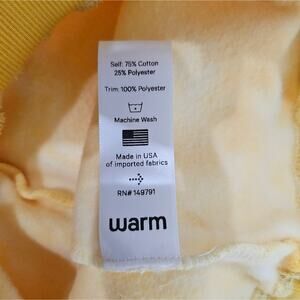 Self: 75% Cotton
25% Polyester
Trim: 100% Polyester
Machine Wash
Made in USA
of imported fabrics
RN# 149791
warm